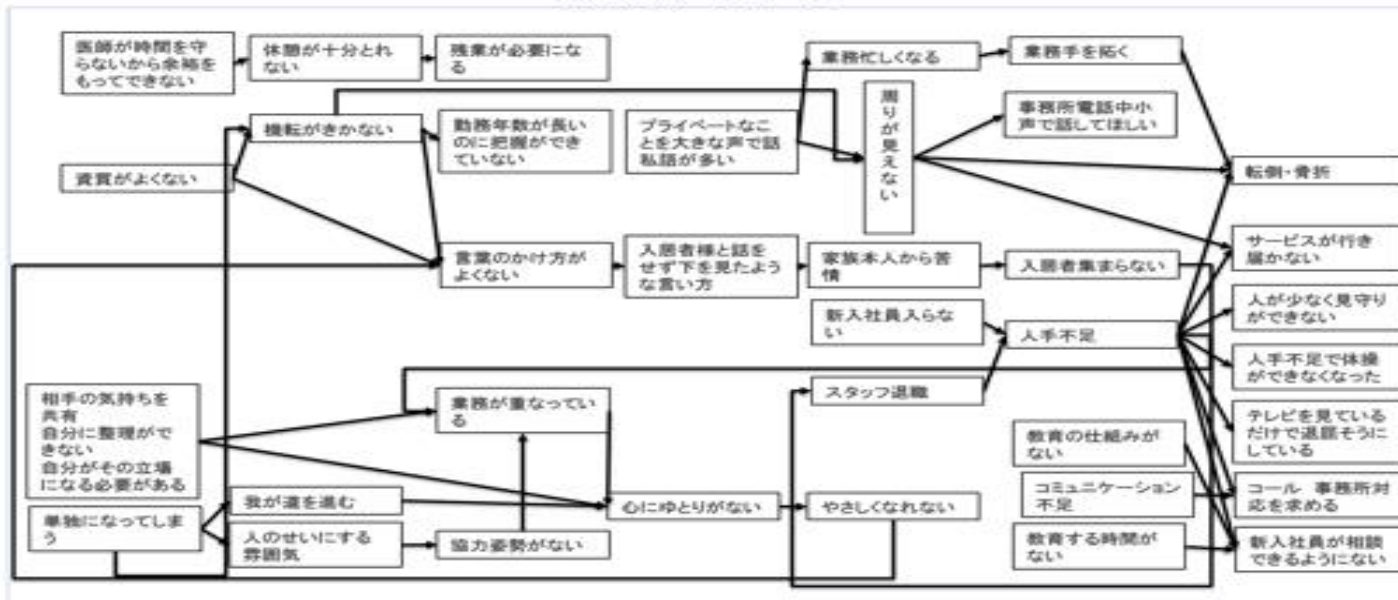 医師が時間を守
らないから余裕を
もってできない
体憩が十分とれ
ない
残業が必要にな
る
業務忙しくなる
業務手を拓く
機転がきかない
勤務年数が長い
のに把握ができ
ていない
プライベートなこ
とを大きな声で話
私語が多い
周りが見えない
事務所電話中小
声で話してほしい
資質がよくない
転倒・骨折
言葉のかけ方が
よくない
入居者様と話を
せず下を見たよう
な言い方
家族本人から苦
情
入居者集まらない
サービスが行き
届かない
新入社員入らな
い
人手不足
人が少なく見守り
ができない
人手不足で体操
ができなくなった
スタッフ退職
相手の気持ちを
共有
自分に整理がで
きない
自分がその立場
になる必要がある
業務が重なってい
る
教育の仕組みが
ない
テレビを見ている
だけで退屈そうに
している
我が道を進む
心にゆとりがない
やさしくなれない
コミュニケーション
不足
コール 事務所対
応を求める
単独になってしま
う
人のせいにする
雰囲気
協力姿勢がない
教育する時間が
ない
新入社員が相談
できるようにない